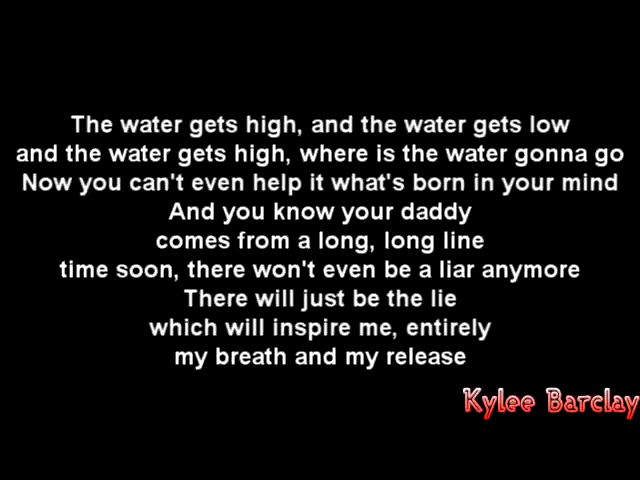 The water gets high, and the water gets low
and the water gets high, where is the water gonna go
Now you can't even help it what's born in your mind
And you know your daddy
comes from a long, long line
time soon, there won't even be a liar anymore
There will just be the lie
which will inspire me, entirely
my breath and my release
Kylee Barclay